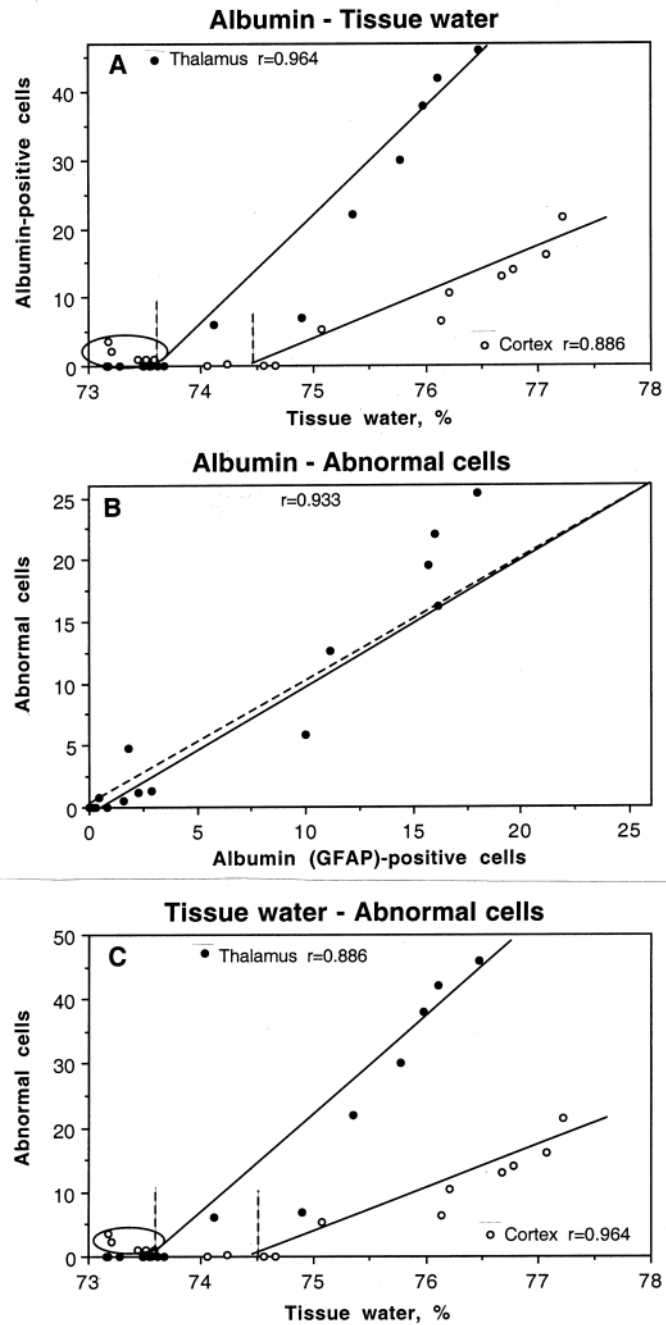 Albumin - Tissue water
A
Thalamus r=0.964
Albumin-positive cells
40
30
20
10
0
Cortex r=0.886
73 74 75 76 77 78
Tissue water, %
Albumin - Abnormal cells
B
r=0.933
Abnormal cells
25
20
15
10
5
0
0 5 10 15 20 25
Albumin (GFAP)-positive cells
Tissue water - Abnormal cells
C
Thalamus r=0.886
Abnormal cells
50
40
30
20
10
0
Cortex r=0.964
73 74 75 76 77 78
Tissue water, %